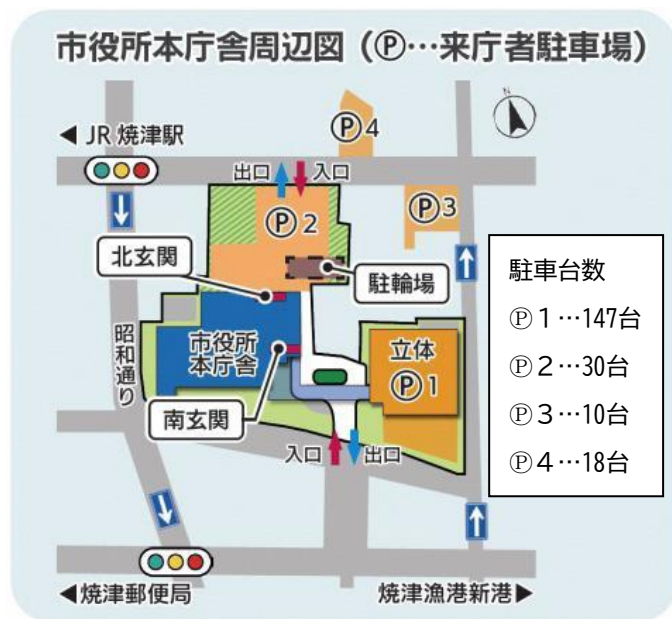 市役所本庁舎周辺図（Ⓟ…来庁者駐車場）
N
◀ JR 焼津駅
Ⓟ4
出口
入口
Ⓟ2
Ⓟ3
北玄関
駐輪場
昭和通り
市役所
本庁舎
立体
Ⓟ1
南玄関
入口
出口
◀焼津郵便局
焼津漁港新港▶
駐車台数
Ⓟ１…147台
Ⓟ２…30台
Ⓟ３…10台
Ⓟ４…18台